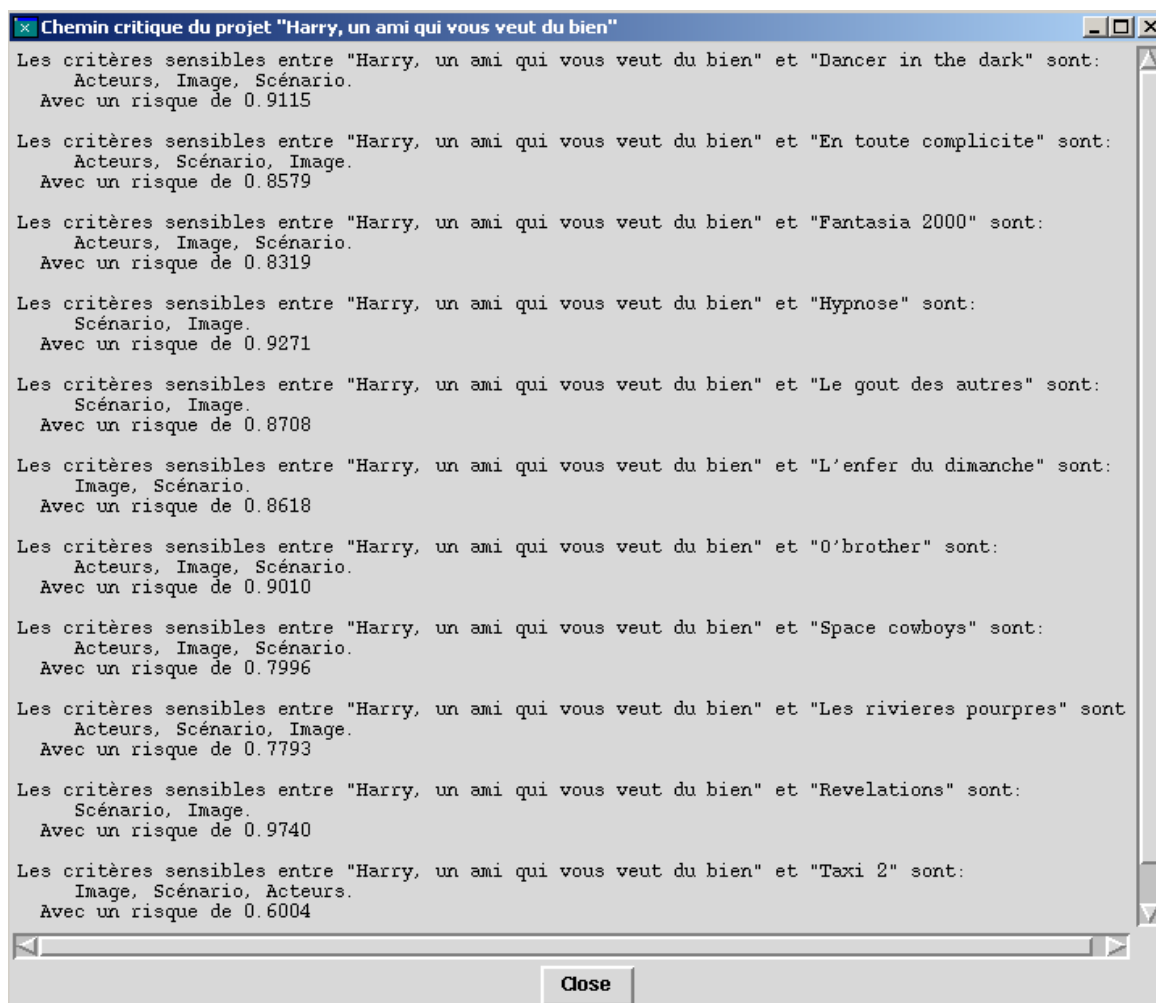 Chemin critique du projet "Harry, un ami qui vous veut du bien"
Les critères sensibles entre "Harry, un ami qui vous veut du bien" et "Dancer in the dark" sont:
Acteurs, Image, Scénario.
Avec un risque de 0.9115
Les critères sensibles entre "Harry, un ami qui vous veut du bien" et "En toute complicite" sont:
Acteurs, Scénario, Image.
Avec un risque de 0.8579
Les critères sensibles entre "Harry, un ami qui vous veut du bien" et "Fantasia 2000" sont:
Acteurs, Image, Scénario.
Avec un risque de 0.8319
Les critères sensibles entre "Harry, un ami qui vous veut du bien" et "Hypnose" sont:
Scénario, Image.
Avec un risque de 0.9271
Les critères sensibles entre "Harry, un ami qui vous veut du bien" et "Le gout des autres" sont:
Scénario, Image.
Avec un risque de 0.8708
Les critères sensibles entre "Harry, un ami qui vous veut du bien" et "L'enfer du dimanche" sont:
Image, Scénario.
Avec un risque de 0.8618
Les critères sensibles entre "Harry, un ami qui vous veut du bien" et "O'brother" sont:
Acteurs, Image, Scénario.
Avec un risque de 0.9010
Les critères sensibles entre "Harry, un ami qui vous veut du bien" et "Space cowboys" sont:
Acteurs, Image, Scénario.
Avec un risque de 0.7996
Les critères sensibles entre "Harry, un ami qui vous veut du bien" et "Les rivieres pourpres" sont
Acteurs, Scénario, Image.
Avec un risque de 0.7793
Les critères sensibles entre "Harry, un ami qui vous veut du bien" et "Revelations" sont:
Scénario, Image.
Avec un risque de 0.9740
Les critères sensibles entre "Harry, un ami qui vous veut du bien" et "Taxi 2" sont:
Image, Scénario, Acteurs.
Avec un risque de 0.6004
Close